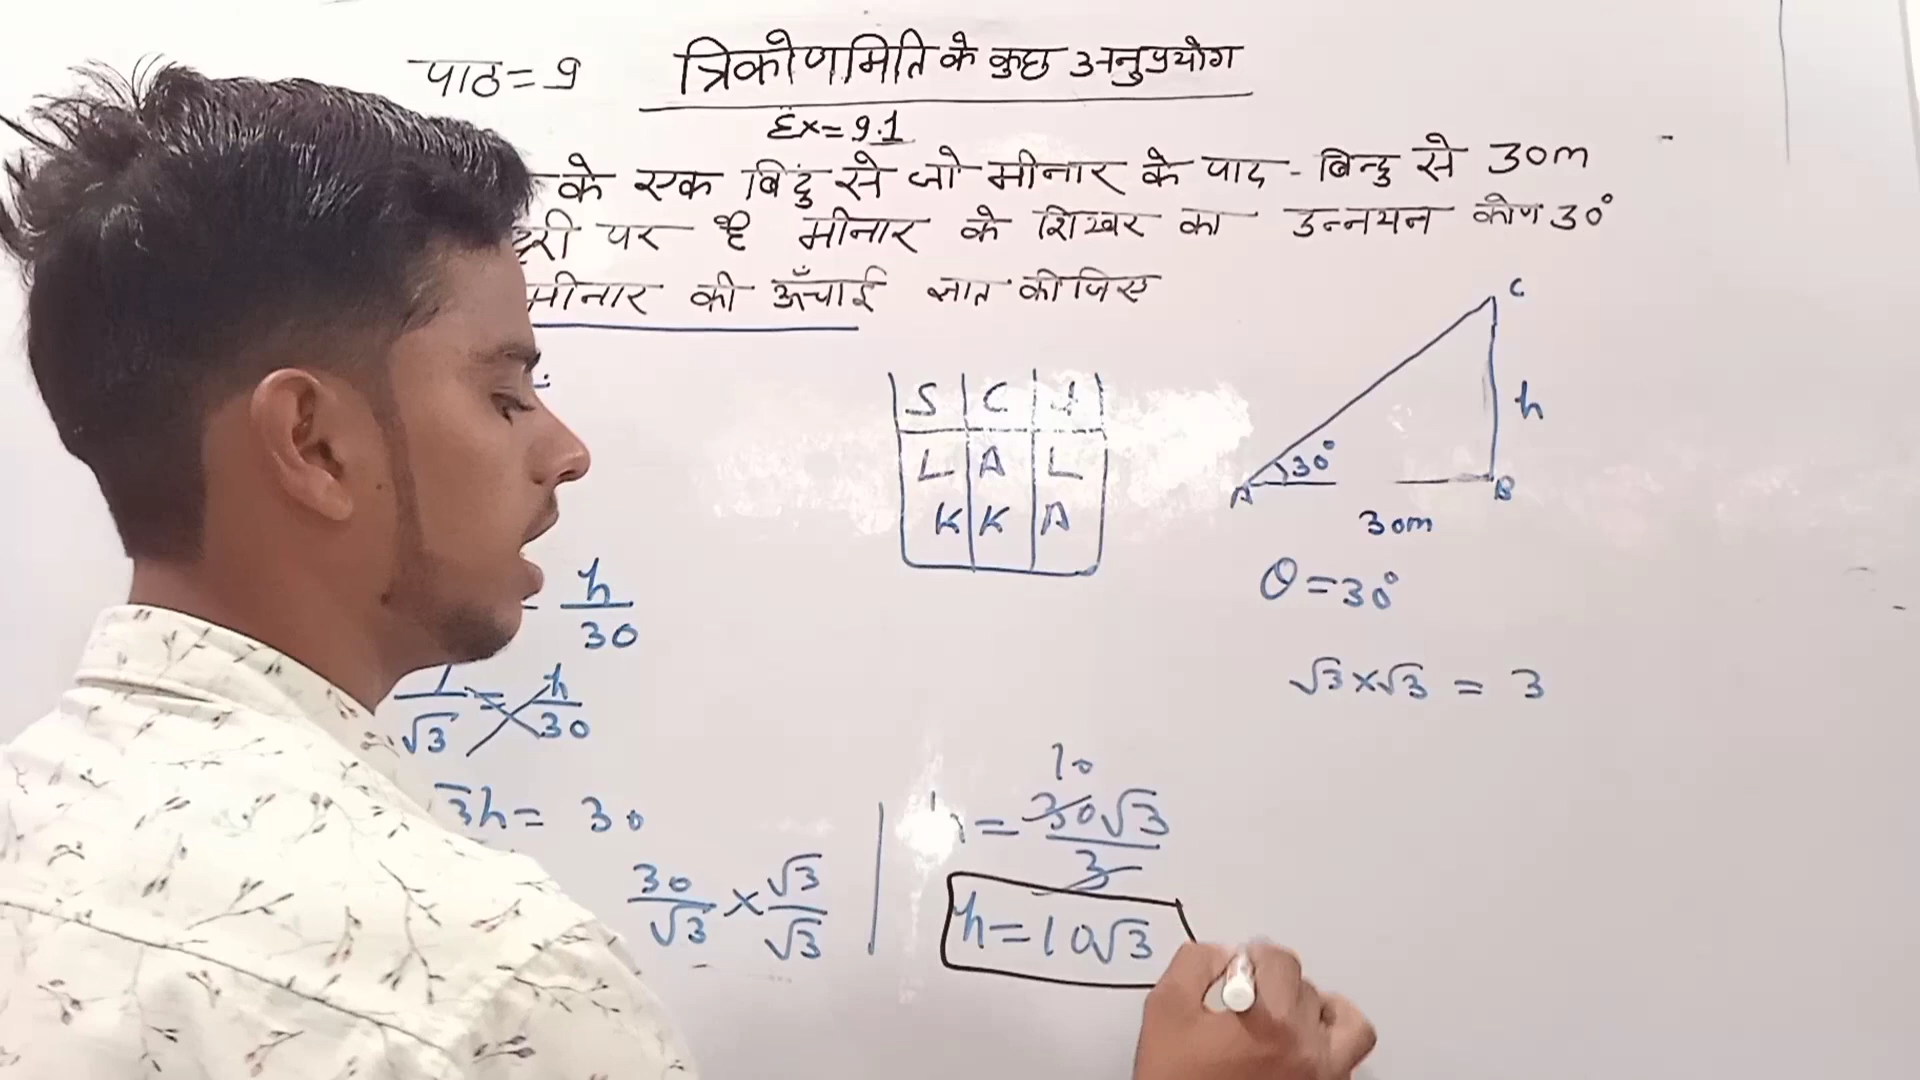 पाठ = 9 त्रिकोणमिति के कुछ अनुप्रयोग
Ex = 9.1
के एक बिंदु से जो मीनार के पाद - बिन्दु से 30m
पर है मीनार के शिखर का उन्नयन कोण 30°
मीनार की ऊँचाई ज्ञात कीजिए
S C
L A L
K K A
C
h
30°
A B
30m
θ = 30°
√3 × √3 = 3
= h/30
1/√3 = h/30
3h = 30
30/√3 × √3/√3
10
= 30√3/3
h = 10√3